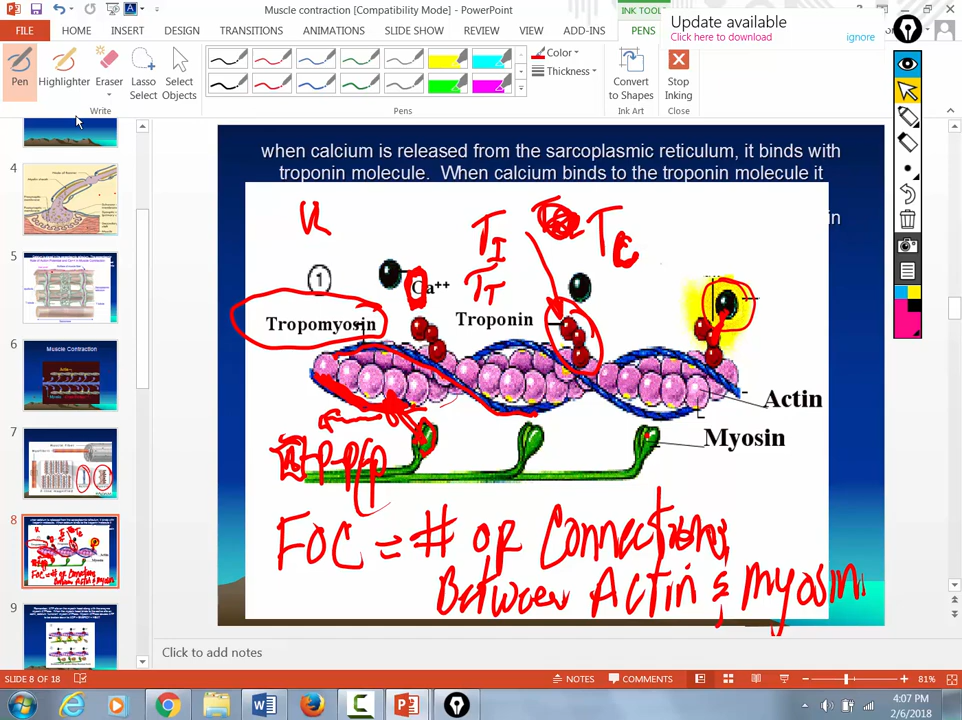 Muscle contraction [Compatibility Mode] - PowerPoint
INK TOOLS
Update available
Click here to download
ignore
FILE HOME INSERT DESIGN TRANSITIONS ANIMATIONS SLIDE SHOW REVIEW VIEW ADD-INS PENS
Pen Highlighter Eraser Lasso Select Select Objects
Color
Thickness
Convert to Shapes
Stop Inking
Write Pens Ink Art Close
when calcium is released from the sarcoplasmic reticulum, it binds with
troponin molecule. When calcium binds to the troponin molecule it
in
TI TC
TT
1
Ca++
Tropomyosin
Troponin
Actin
Myosin
FOC = # of Connections
Between Actin & myosin.
4
5
6
Muscle Contraction
7
8
9
Click to add notes
SLIDE 8 OF 18
NOTES COMMENTS 81%
4:07 PM
2/6/2018